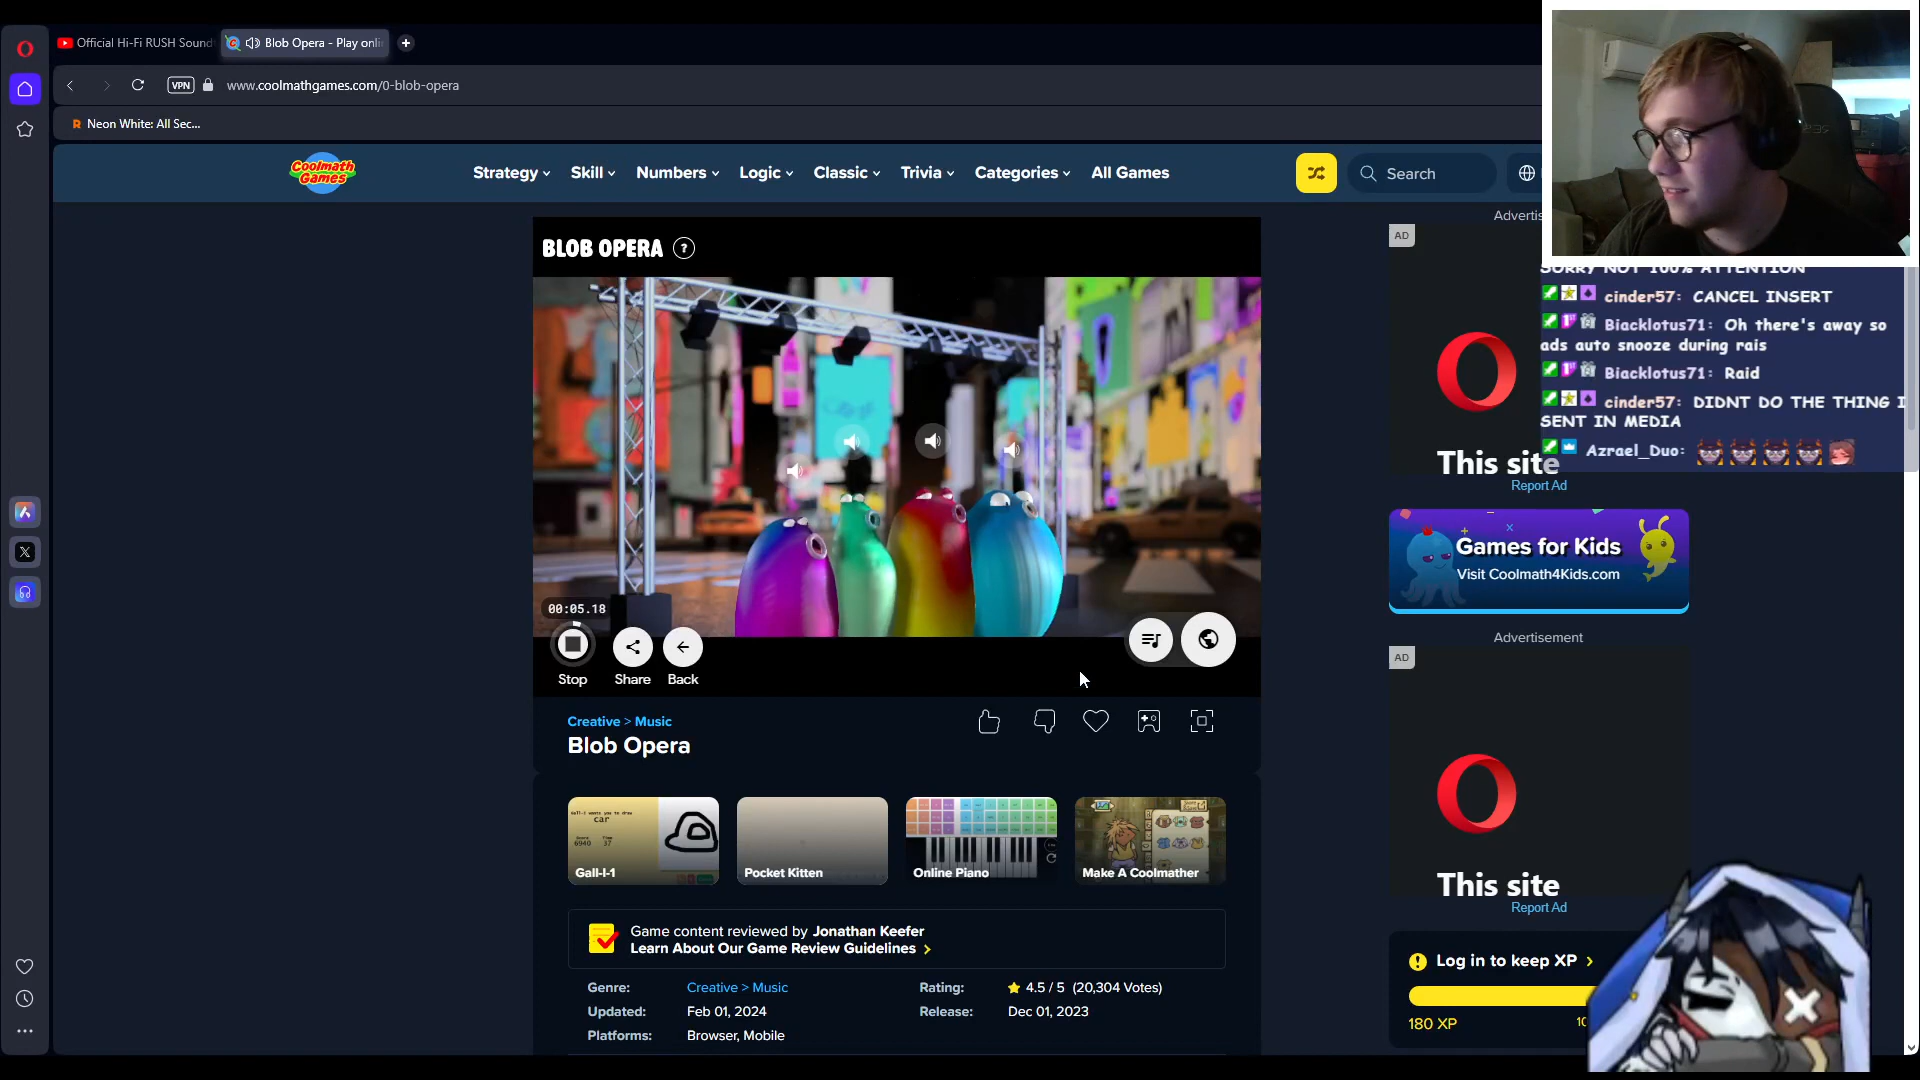 Official Hi-Fi RUSH Sound
Blob Opera - Play onli
VPN
www.coolmathgames.com/0-blob-opera
Neon White: All Sec...
Coolmath Games
Strategy
Skill
Numbers
Logic
Classic
Trivia
Categories
All Games
Search
BLOB OPERA ?
Advertis
AD
SORRY NOT 100% ATTENTION
cinder57: CANCEL INSERT
Biacklotus71: Oh there's away so
ads auto snooze during rais
Biacklotus71: Raid
cinder57: DIDNT DO THE THING I
SENT IN MEDIA
Azrael_Duo:
This site
Report Ad
Games for Kids
Visit Coolmath4Kids.com
00:05.18
Stop
Share
Back
Advertisement
AD
Creative > Music
Blob Opera
Gall-I-1
Pocket Kitten
Online Piano
Make A Coolmather
This site
Report Ad
Game content reviewed by Jonathan Keefer
Learn About Our Game Review Guidelines >
Log in to keep XP >
180 XP
Genre: Creative > Music
Rating: 4.5 / 5 (20,304 Votes)
Updated: Feb 01, 2024
Release: Dec 01, 2023
Platforms: Browser, Mobile